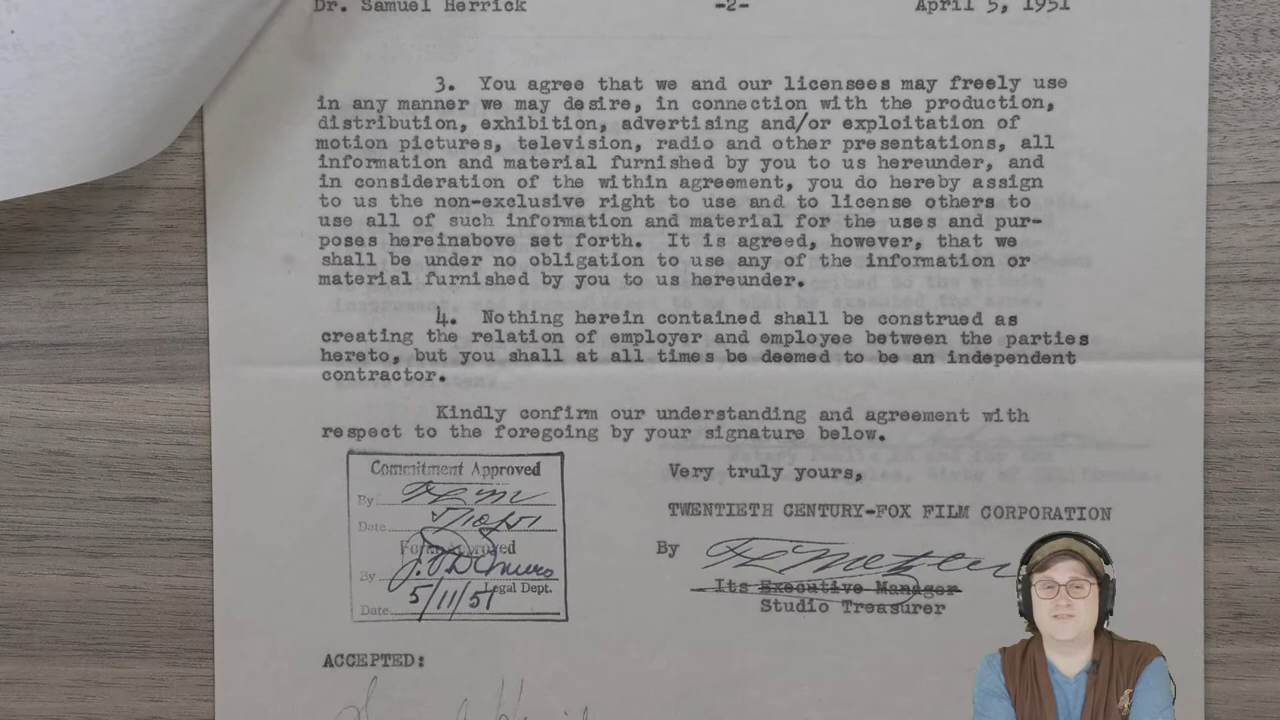 Dr. Samuel Herrick -2- April 5, 1951
3. You agree that we and our licensees may freely use
in any manner we may desire, in connection with the production,
distribution, exhibition, advertising and/or exploitation of
motion pictures, television, radio and other presentations, all
information and material furnished by you to us hereunder, and
in consideration of the within agreement, you do hereby assign
to us the non-exclusive right to use and to license others to
use all of such information and material for the uses and pur-
poses hereinabove set forth. It is agreed, however, that we
shall be under no obligation to use any of the information or
material furnished by you to us hereunder.
4. Nothing herein contained shall be construed as
creating the relation of employer and employee between the parties
hereto, but you shall at all times be deemed to be an independent
contractor.
Kindly confirm our understanding and agreement with
respect to the foregoing by your signature below.
Very truly yours,
TWENTIETH CENTURY-FOX FILM CORPORATION
By
Its Executive Manager
Studio Treasurer
Commitment Approved
By
Date 5/10/51
Form Approved
By
Legal Dept.
Date 5/11/51
ACCEPTED: